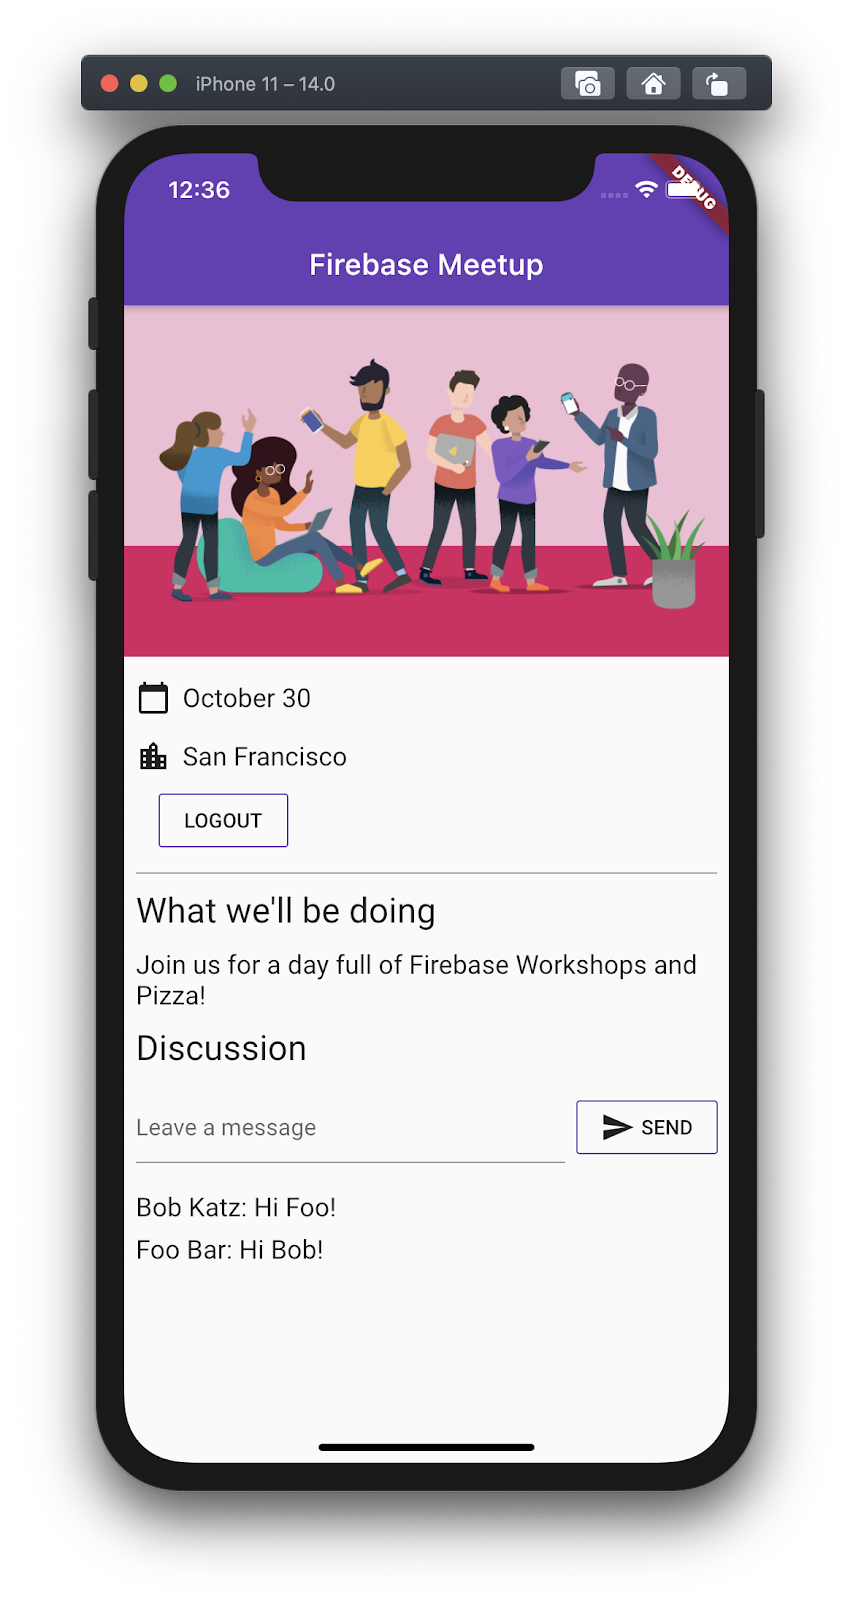 iPhone 11 – 14.0
12:36
DEBUG
Firebase Meetup
October 30
San Francisco
LOGOUT
What we'll be doing
Join us for a day full of Firebase Workshops and
Pizza!
Discussion
Leave a message
SEND
Bob Katz: Hi Foo!
Foo Bar: Hi Bob!